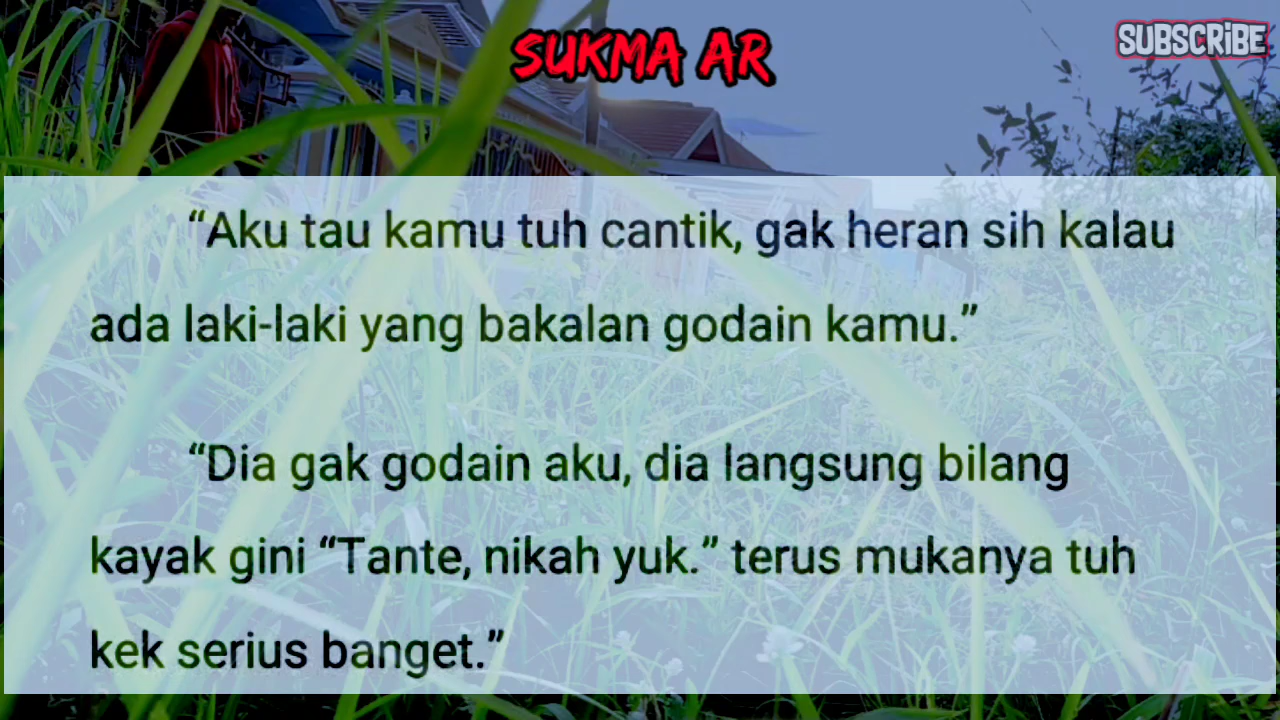 SUKMA AR
SUBSCRIBE
“Aku tau kamu tuh cantik, gak heran sih kalau
ada laki-laki yang bakalan godain kamu.”
“Dia gak godain aku, dia langsung bilang
kayak gini “Tante, nikah yuk.” terus mukanya tuh
kek serius banget.”